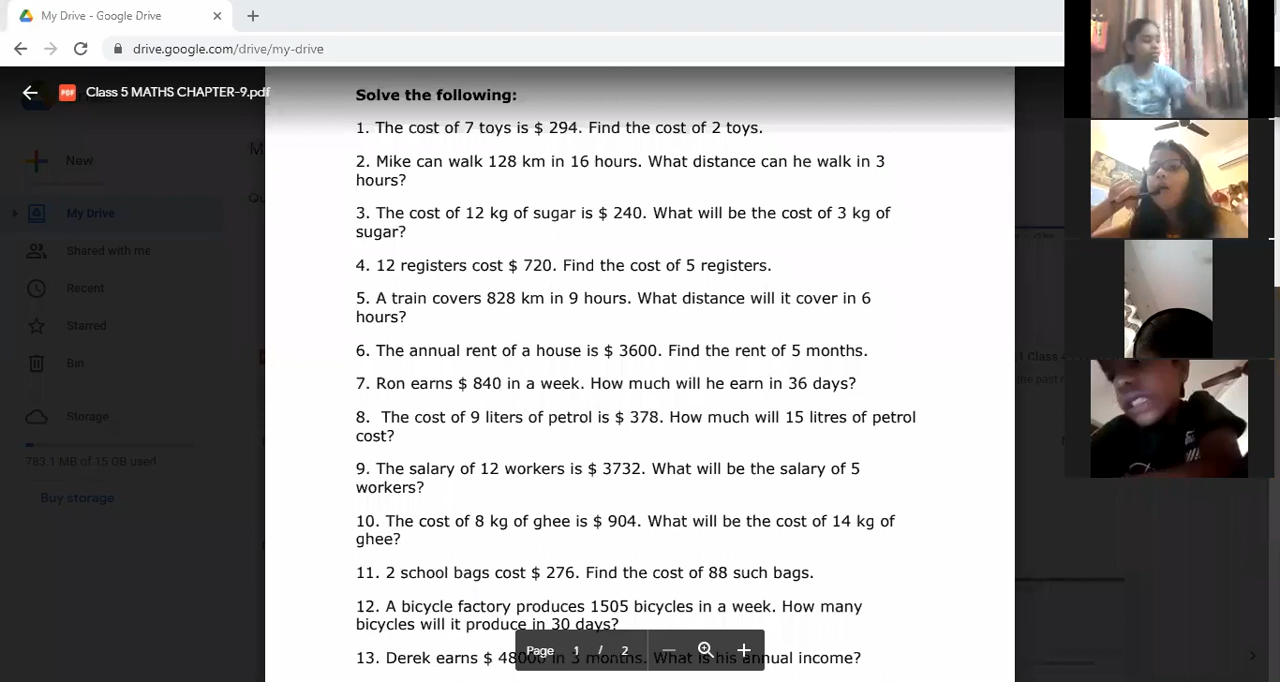 My Drive - Google Drive
drive.google.com/drive/my-drive
PDF
Class 5 MATHS CHAPTER-9.pdf
New
My Drive
Shared with me
Recent
Starred
Bin
Storage
783.1 MB of 15 GB used
Buy storage
Solve the following:
1. The cost of 7 toys is $ 294. Find the cost of 2 toys.
2. Mike can walk 128 km in 16 hours. What distance can he walk in 3
hours?
3. The cost of 12 kg of sugar is $ 240. What will be the cost of 3 kg of
sugar?
4. 12 registers cost $ 720. Find the cost of 5 registers.
5. A train covers 828 km in 9 hours. What distance will it cover in 6
hours?
6. The annual rent of a house is $ 3600. Find the rent of 5 months.
7. Ron earns $ 840 in a week. How much will he earn in 36 days?
8. The cost of 9 liters of petrol is $ 378. How much will 15 litres of petrol
cost?
9. The salary of 12 workers is $ 3732. What will be the salary of 5
workers?
10. The cost of 8 kg of ghee is $ 904. What will be the cost of 14 kg of
ghee?
11. 2 school bags cost $ 276. Find the cost of 88 such bags.
12. A bicycle factory produces 1505 bicycles in a week. How many
bicycles will it produce in 30 days?
13. Derek earns $ 48000 in 3 months. What is his annual income?
Page 1 / 2